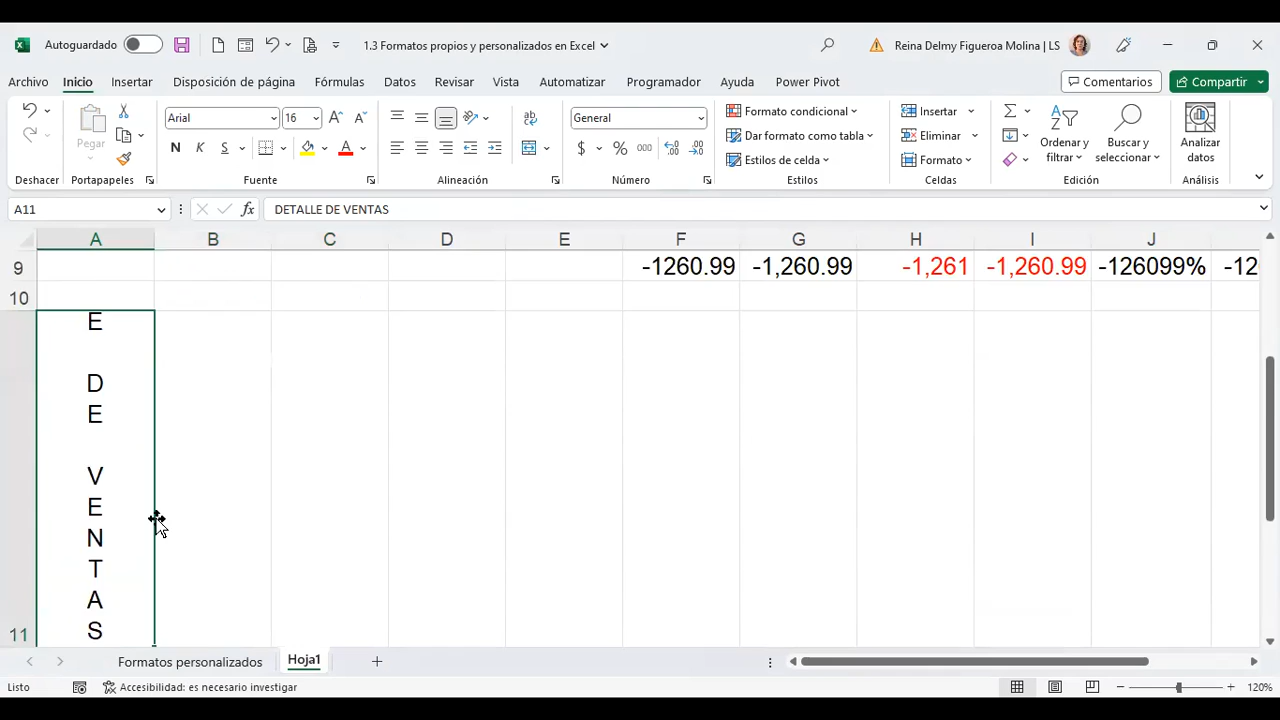 Autoguardado 1.3 Formatos propios y personalizados en Excel Reina Delmy Figueroa Molina | LS
Archivo Inicio Insertar Disposición de página Fórmulas Datos Revisar Vista Automatizar Programador Ayuda Power Pivot Comentarios Compartir
Pegar
Arial 16
N K S A
ab
General
$ % 000
Formato condicional
Dar formato como tabla
Estilos de celda
Insertar
Eliminar
Formato
Ordenar y
filtrar
Buscar y
seleccionar
Analizar
datos
Deshacer Portapapeles Fuente Alineación Número Estilos Celdas Edición Análisis
A11 fx DETALLE DE VENTAS
A B C D E F G H I J
9 -1260.99 -1,260.99 -1,261 -1,260.99 -126099% -12
10
E
D
E
V
E
N
T
A
11 S
Formatos personalizados Hoja1
Listo Accesibilidad: es necesario investigar 120%